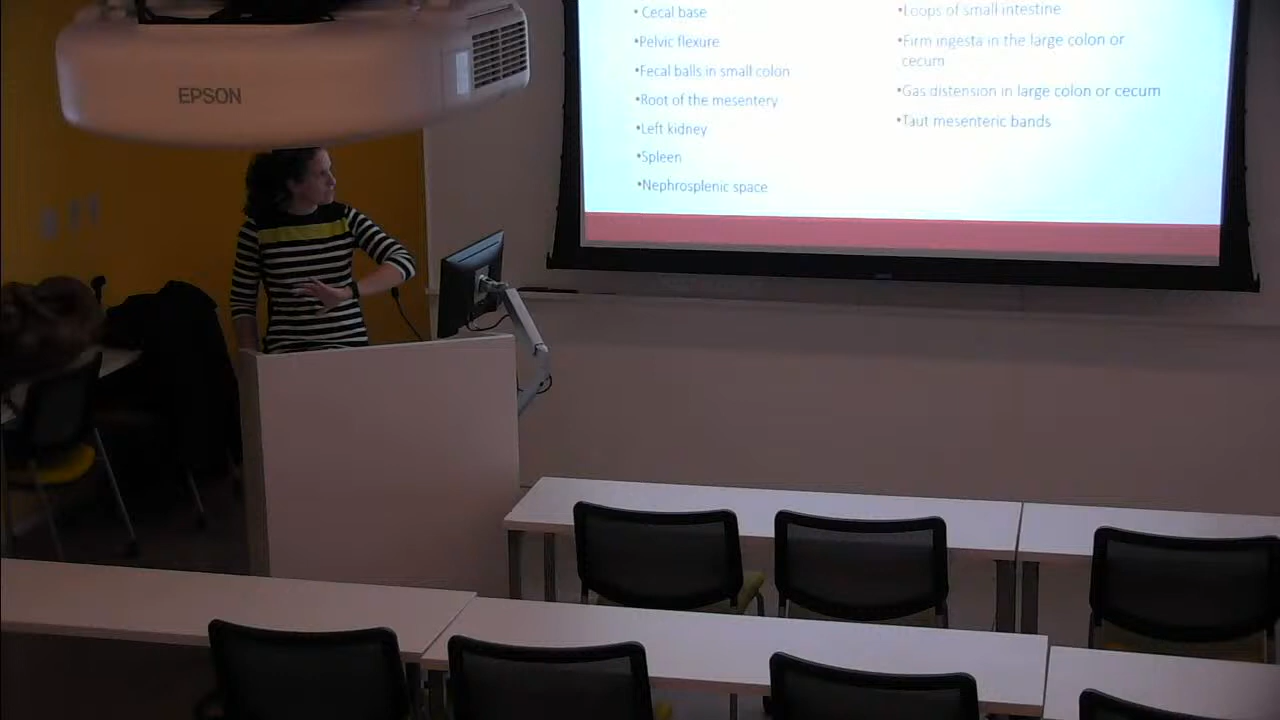 EPSON
•Cecal base
•Pelvic flexure
•Fecal balls in small colon
•Root of the mesentery
•Left kidney
•Spleen
•Nephrosplenic space
•Loops of small intestine
•Firm ingesta in the large colon or
cecum
•Gas distension in large colon or cecum
•Taut mesenteric bands